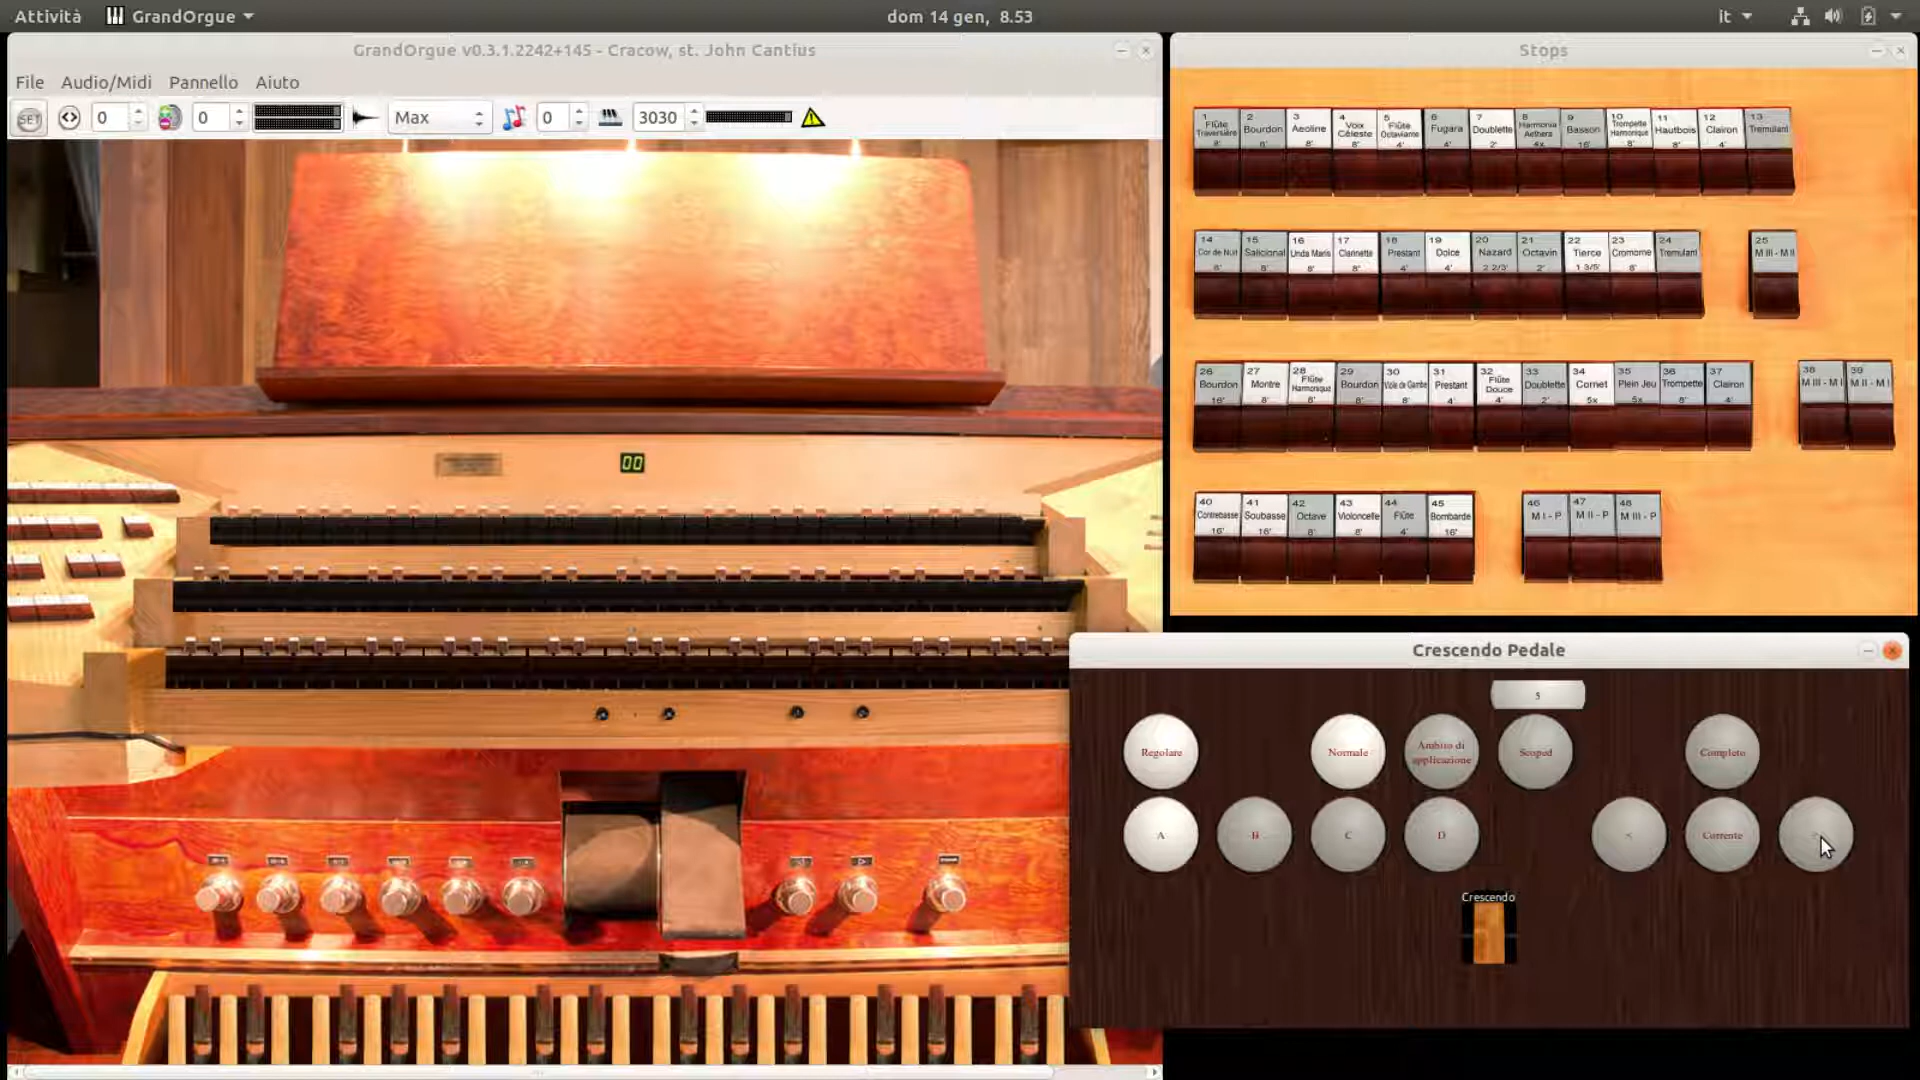 Attività GrandOrgue dom 14 gen, 8.53 it
GrandOrgue v0.3.1.2242+145 - Cracow, st. John Cantius
File Audio/Midi Pannello Aiuto
SET 0 0 Max 0 3030
00
Stops
1 Flûte Traversière 8'
2 Bourdon 8'
3 Aeoline 8'
4 Voix Céleste 8'
5 Flûte Octaviante 4'
6 Fugara 4'
7 Doublette 2'
8 Harmonia Aethera 4x
9 Basson 16'
10 Trompette Harmonique 8'
11 Hautbois 8'
12 Clairon 4'
13 Tremulant
14 Cor de Nuit 8'
15 Salicional 8'
16 Unda Maris 8'
17 Clarinette 8'
18 Prestant 4'
19 Dolce 4'
20 Nazard 2 2/3'
21 Octavin 2'
22 Tierce 1 3/5'
23 Cromorne 8'
24 Tremulant
25 M III - M II
26 Bourdon 16'
27 Montre 8'
28 Flûte Harmonique 8'
29 Bourdon 8'
30 Viole de Gambe 8'
31 Prestant 4'
32 Flûte Douce 4'
33 Doublette 2'
34 Cornet 5x
35 Plein Jeu 5x
36 Trompette 8'
37 Clairon 4'
38 M III - M I
39 M II - M I
40 Contrebasse 16'
41 Soubasse 16'
42 Octave 8'
43 Violoncelle 8'
44 Flûte 4'
45 Bombarde 16'
46 M I - P
47 M II - P
48 M III - P
Crescendo Pedale
5
Regolare
Normale
Ambito di applicazione
Scoped
Completo
A
B
C
D
<
Corrente
Crescendo